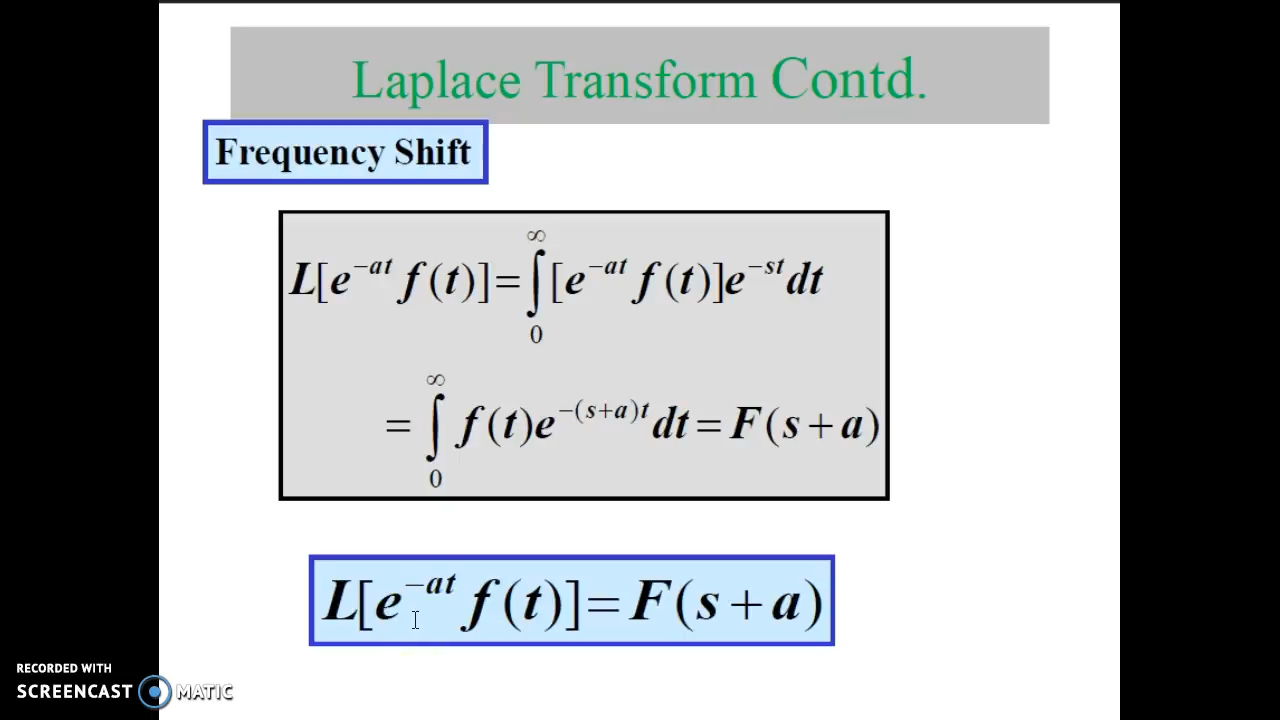 Laplace Transform Contd.
Frequency Shift
L[e^{-at} f(t)] = ∫_0^∞ [e^{-at} f(t)]e^{-st} dt
= ∫_0^∞ f(t)e^{-(s+a)t} dt = F(s+a)
L[e^{-at} f(t)] = F(s+a)
RECORDED WITH
SCREENCAST MATIC